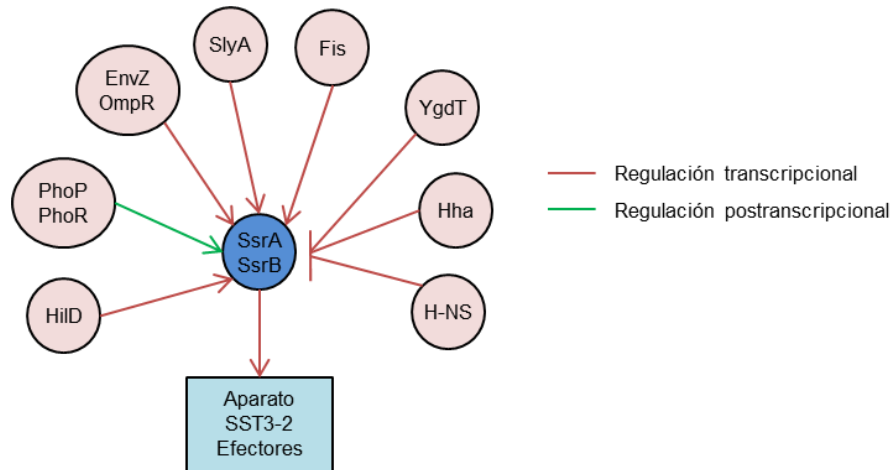 SlyA
Fis
EnvZ
OmpR
YgdT
PhoP
PhoR
Hha
SsrA
SsrB
HilD
H-NS
Aparato
SST3-2
Efectores
Regulación transcripcional
Regulación postranscripcional